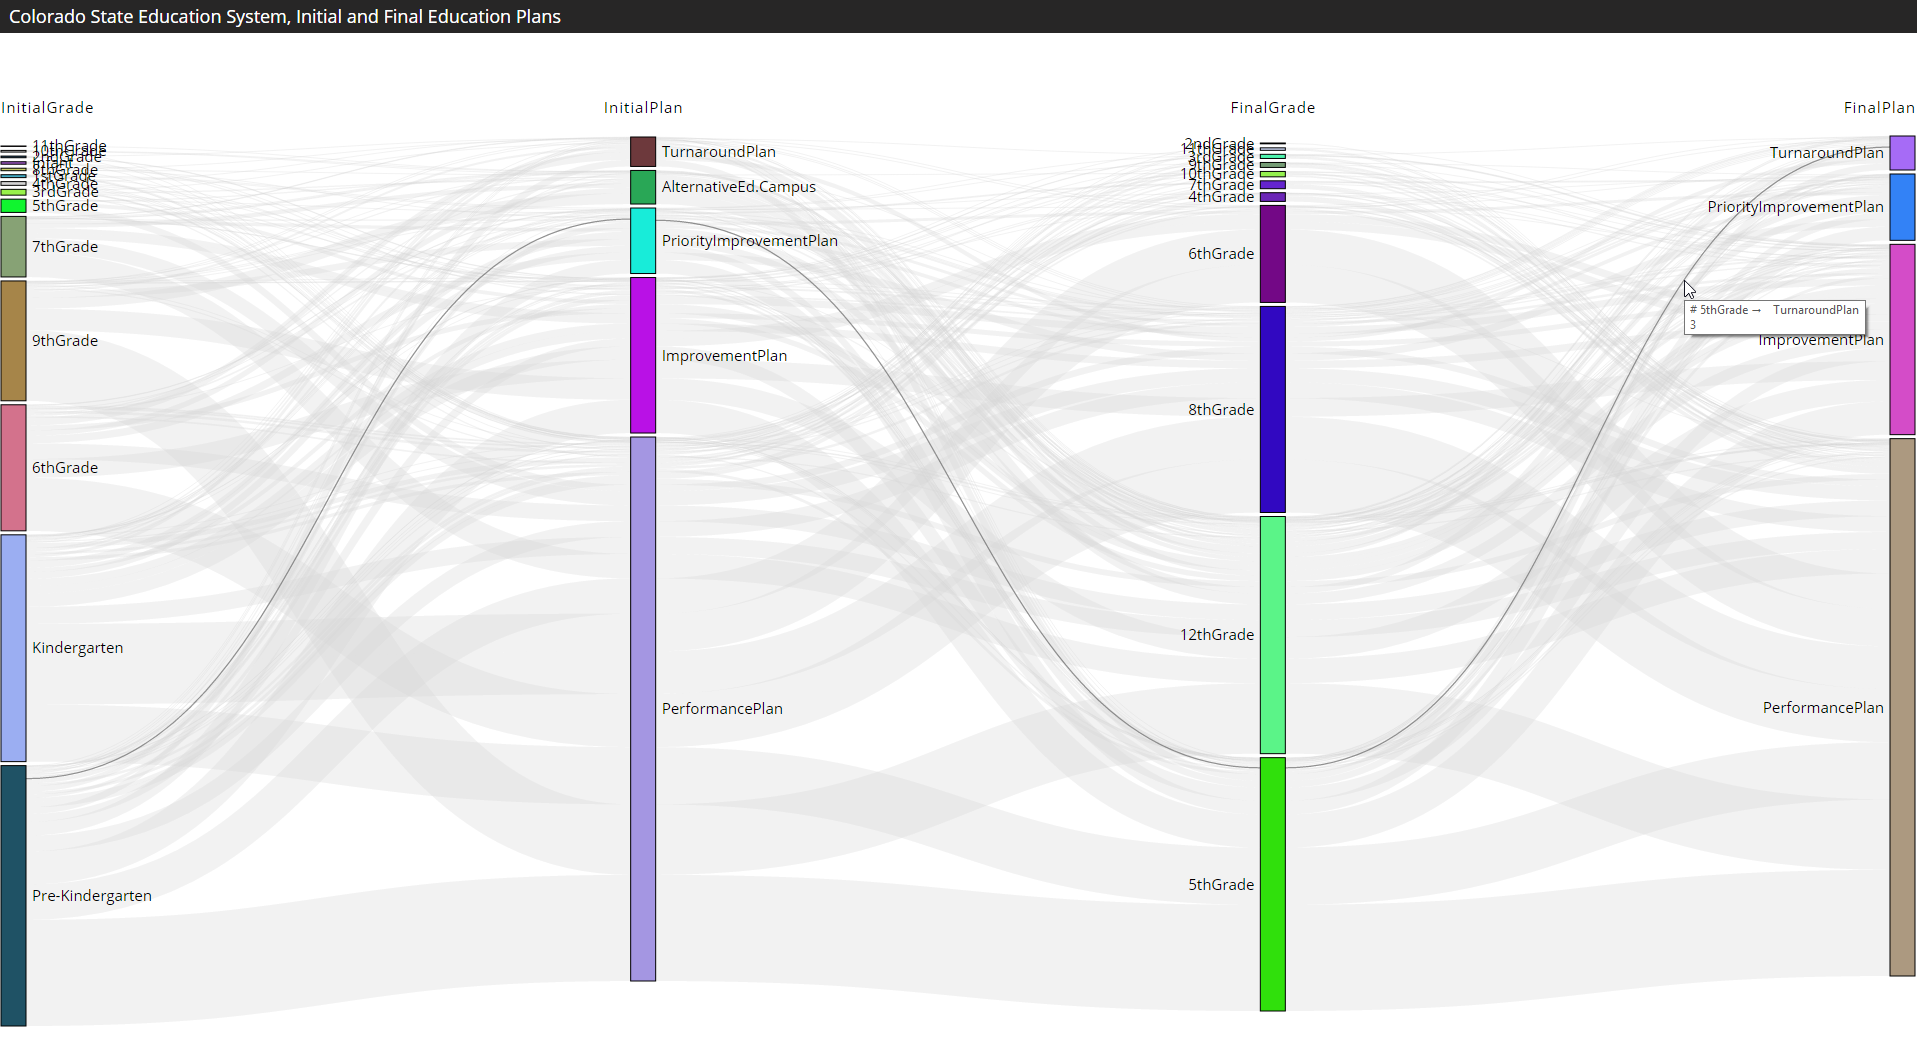 Colorado State Education System, Initial and Final Education Plans
InitialGrade
InitialPlan
FinalGrade
FinalPlan
11thGrade
10thGrade
2ndGrade
Infant
8thGrade
1stGrade
4thGrade
3rdGrade
5thGrade
7thGrade
9thGrade
6thGrade
Kindergarten
Pre-Kindergarten
TurnaroundPlan
AlternativeEd.Campus
PriorityImprovementPlan
ImprovementPlan
PerformancePlan
2ndGrade
11thGrade
3rdGrade
9thGrade
10thGrade
7thGrade
4thGrade
6thGrade
8thGrade
12thGrade
5thGrade
TurnaroundPlan
PriorityImprovementPlan
# 5thGrade → TurnaroundPlan
3
ImprovementPlan
PerformancePlan